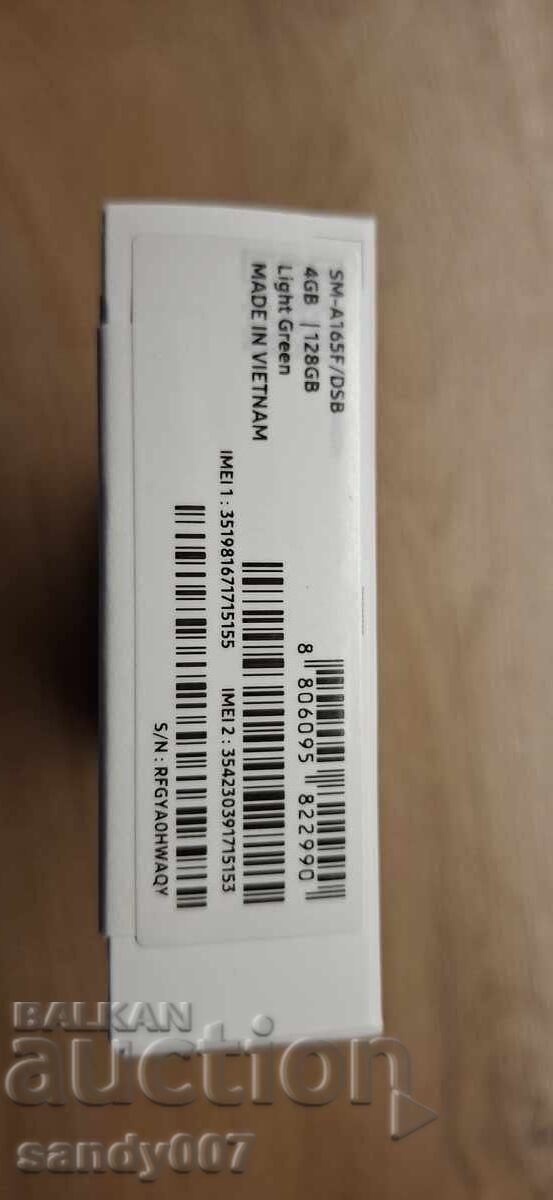 SM-A165F/DSB
4GB | 128GB
Light Green
MADE IN VIETNAM
8 806095 822990
IMEI 1 : 351981671715155 IMEI 2 : 354230391715153
S/N : RFGYA0HWAQY
BALKAN
auction
sandy007